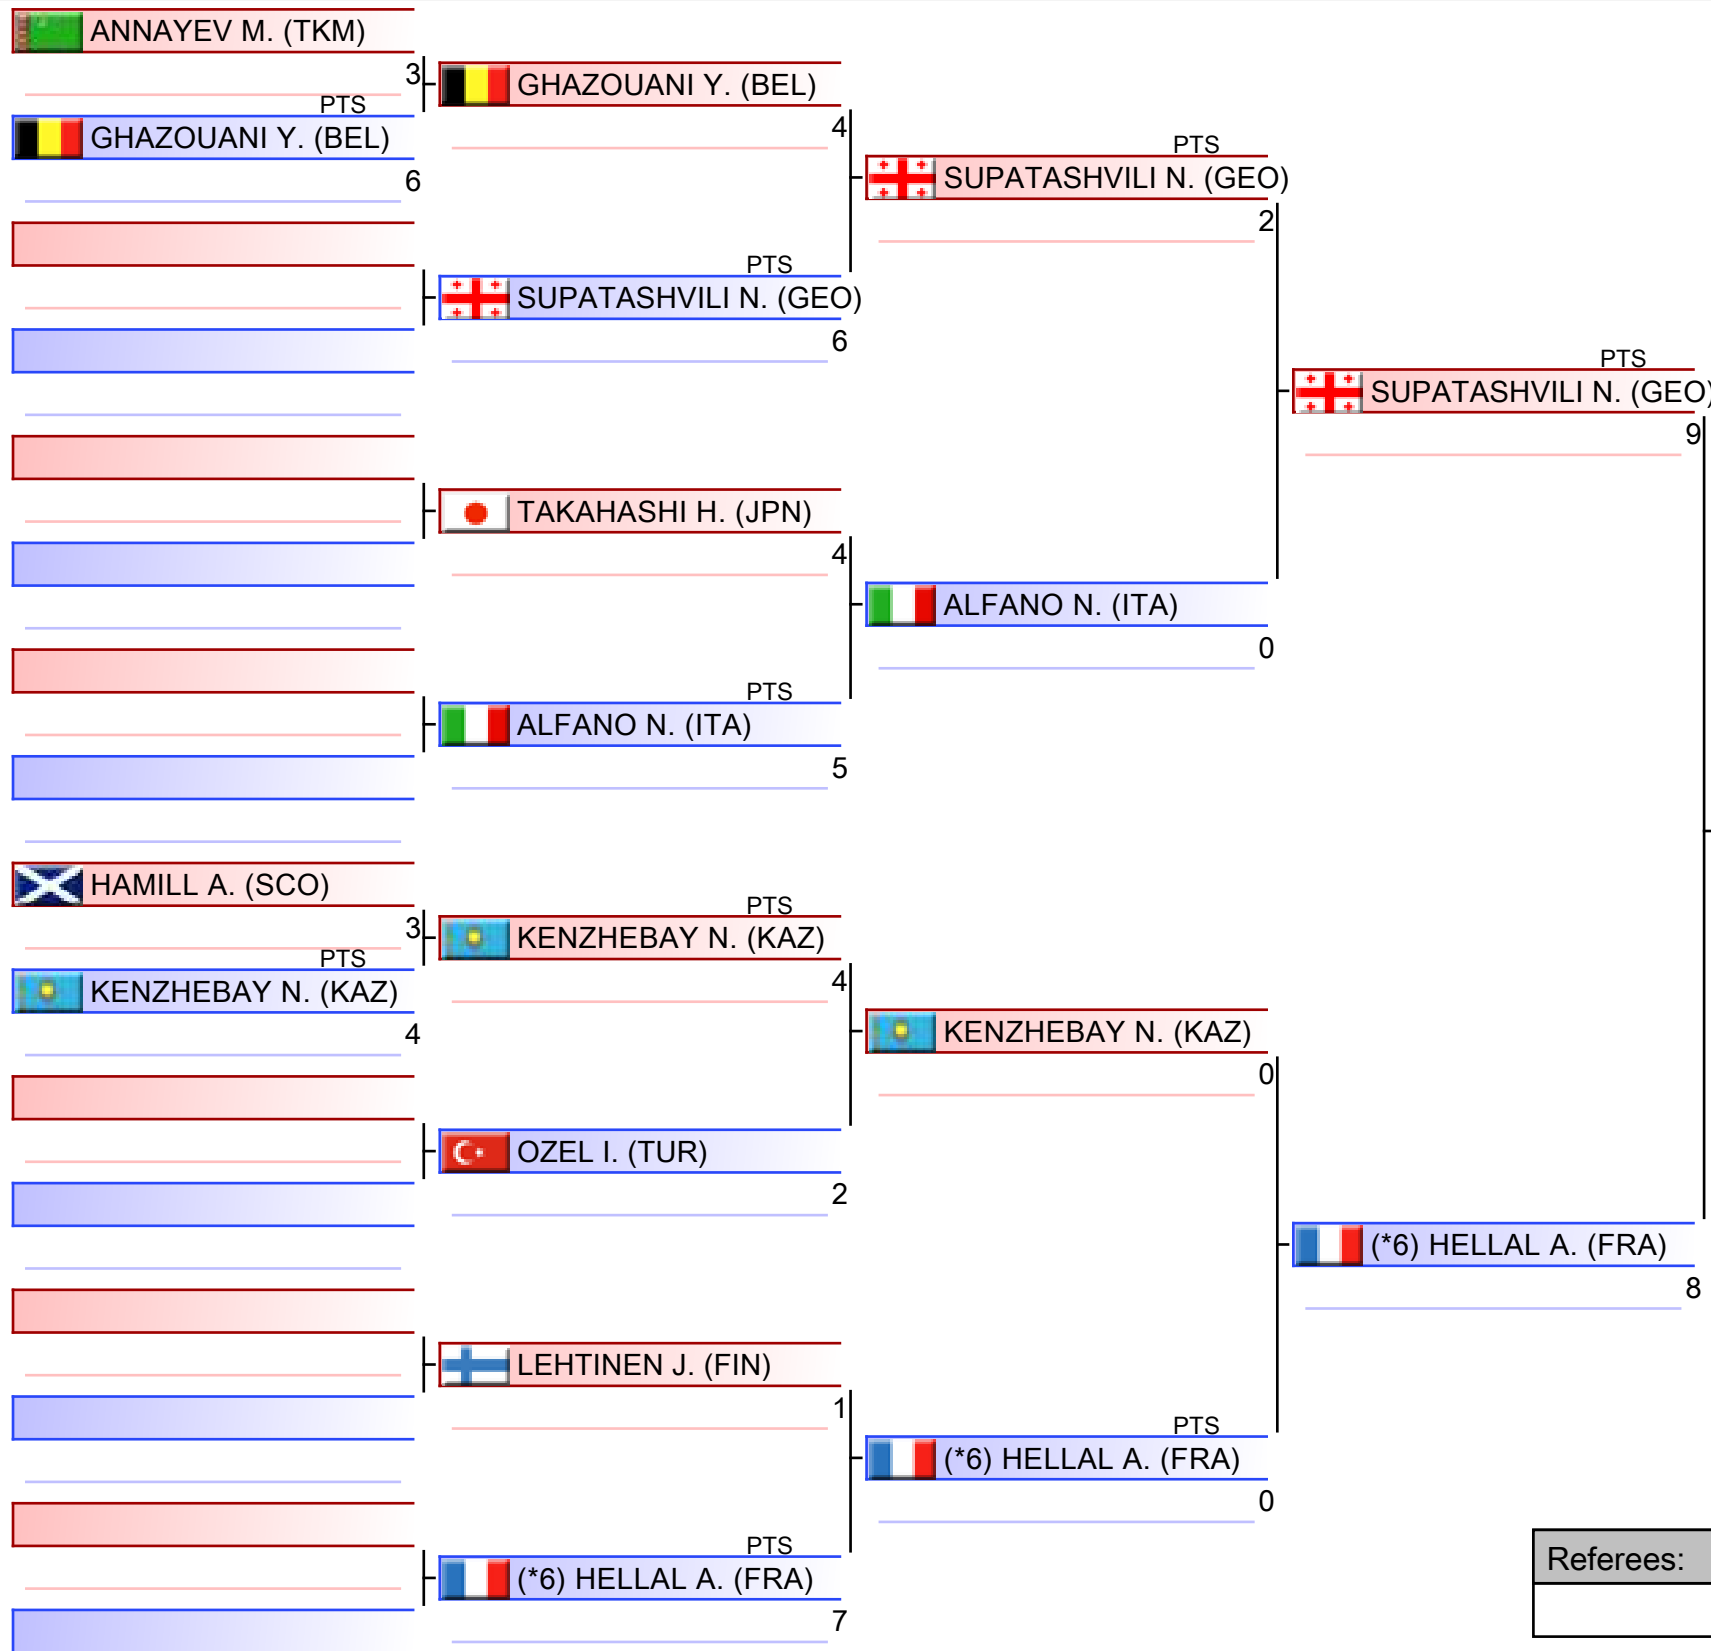 ANNAYEV M. (TKM)
3
PTS
GHAZOUANI Y. (BEL)
6
HAMILL A. (SCO)
3
PTS
KENZHEBAY N. (KAZ)
4
GHAZOUANI Y. (BEL)
4
PTS
SUPATASHVILI N. (GEO)
6
TAKAHASHI H. (JPN)
4
PTS
ALFANO N. (ITA)
5
PTS
KENZHEBAY N. (KAZ)
4
OZEL I. (TUR)
2
LEHTINEN J. (FIN)
1
PTS
(*6) HELLAL A. (FRA)
7
PTS
SUPATASHVILI N. (GEO)
2
ALFANO N. (ITA)
0
KENZHEBAY N. (KAZ)
0
PTS
(*6) HELLAL A. (FRA)
0
PTS
SUPATASHVILI N. (GEO)
9
(*6) HELLAL A. (FRA)
8
Referees: